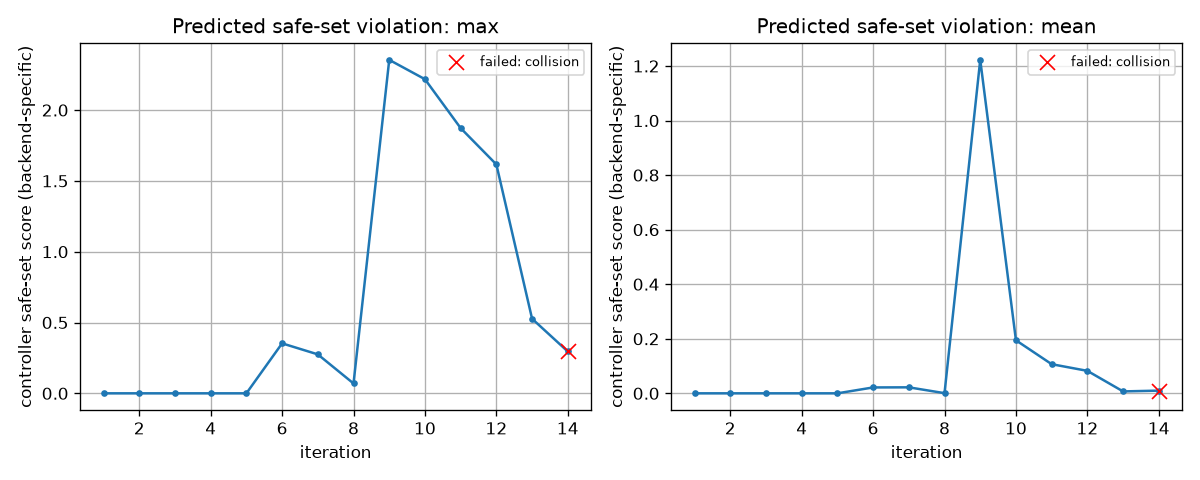 Predicted safe-set violation: max
controller safe-set score (backend-specific)
failed: collision
2.0
1.5
1.0
0.5
0.0
2 4 6 8 10 12 14
iteration
Predicted safe-set violation: mean
controller safe-set score (backend-specific)
failed: collision
1.2
1.0
0.8
0.6
0.4
0.2
0.0
2 4 6 8 10 12 14
iteration